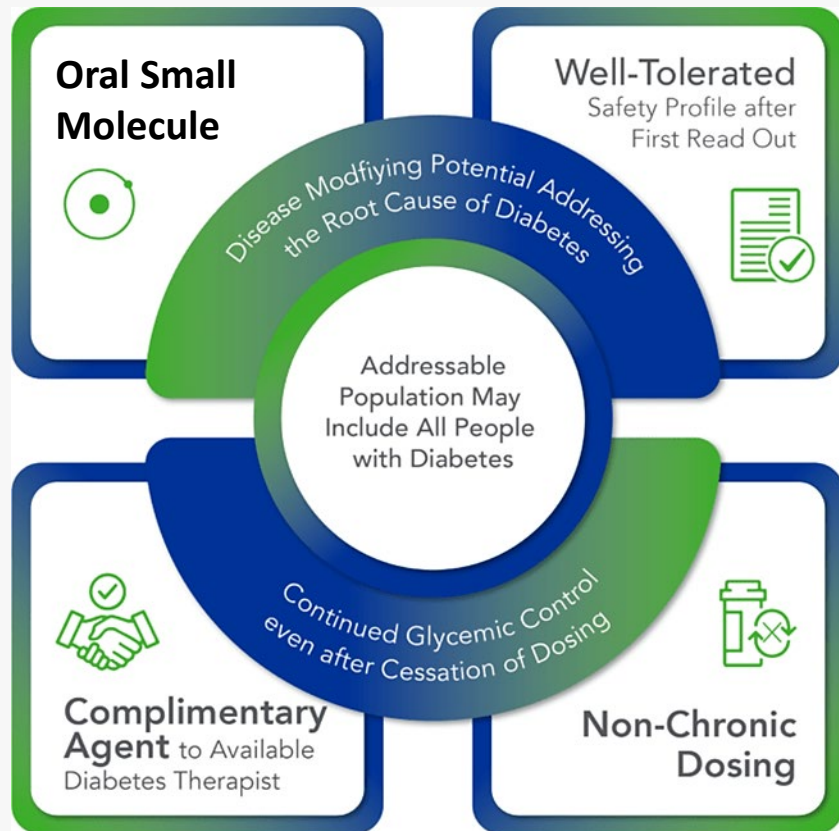 Oral Small
Molecule
Well-Tolerated
Safety Profile after
First Read Out
Disease Modfiying Potential Addressing
the Root Cause of Diabetes
Addressable
Population May
Include All People
with Diabetes
Continued Glycemic Control
even after Cessation of Dosing
Complimentary
Agent to Available
Diabetes Therapist
Non-Chronic
Dosing